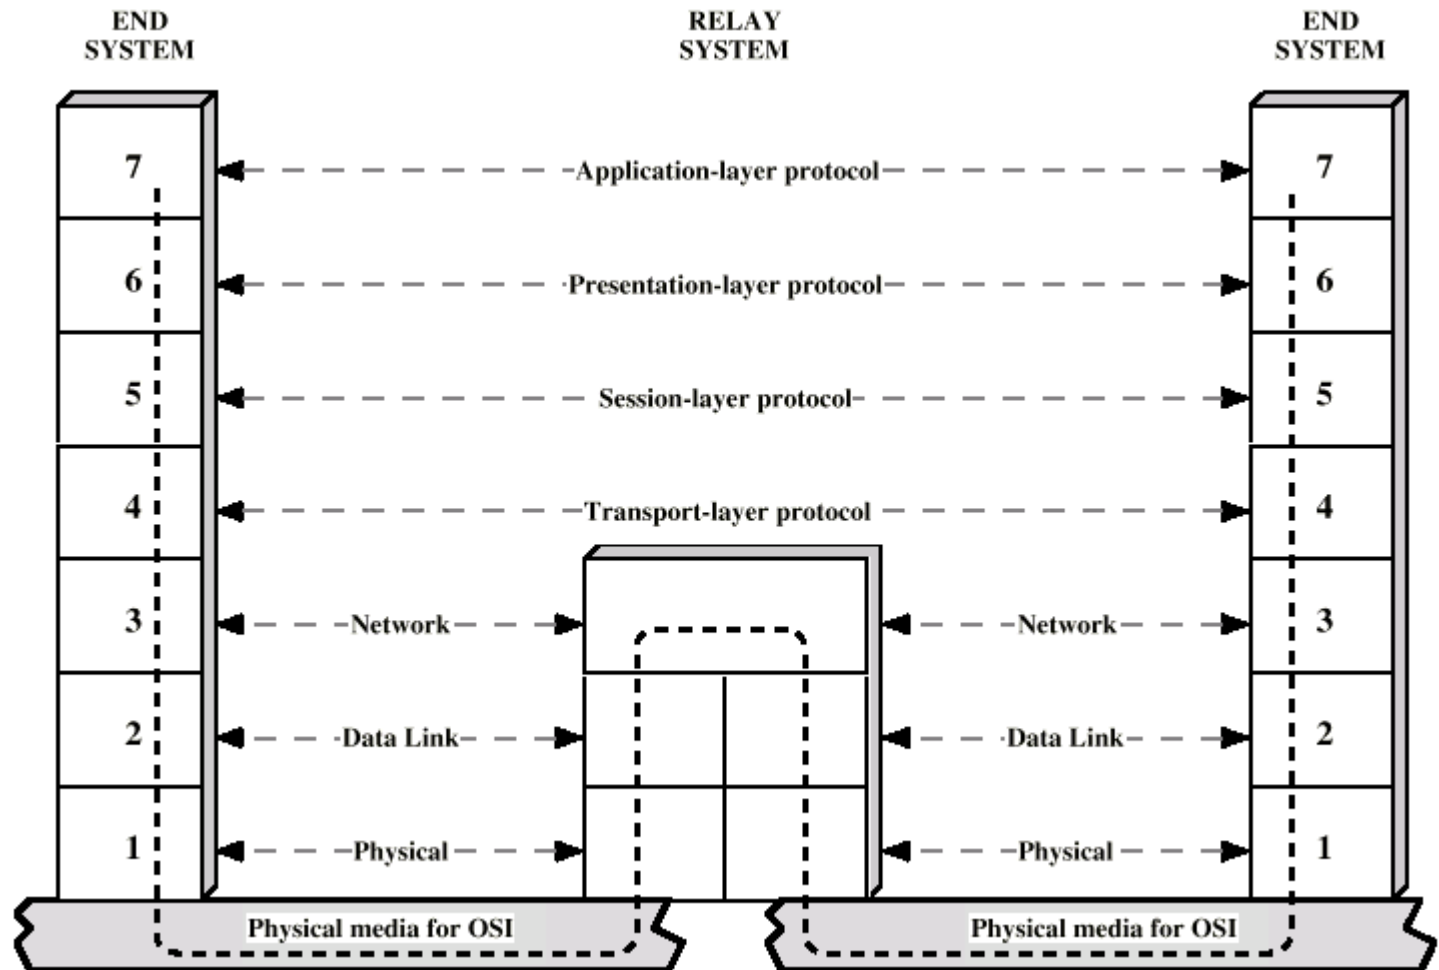 END
SYSTEM
RELAY
SYSTEM
END
SYSTEM
7
Application-layer protocol
7
6
Presentation-layer protocol
6
5
Session-layer protocol
5
4
Transport-layer protocol
4
3
Network
Network
3
2
Data Link
Data Link
2
1
Physical
Physical
1
Physical media for OSI
Physical media for OSI